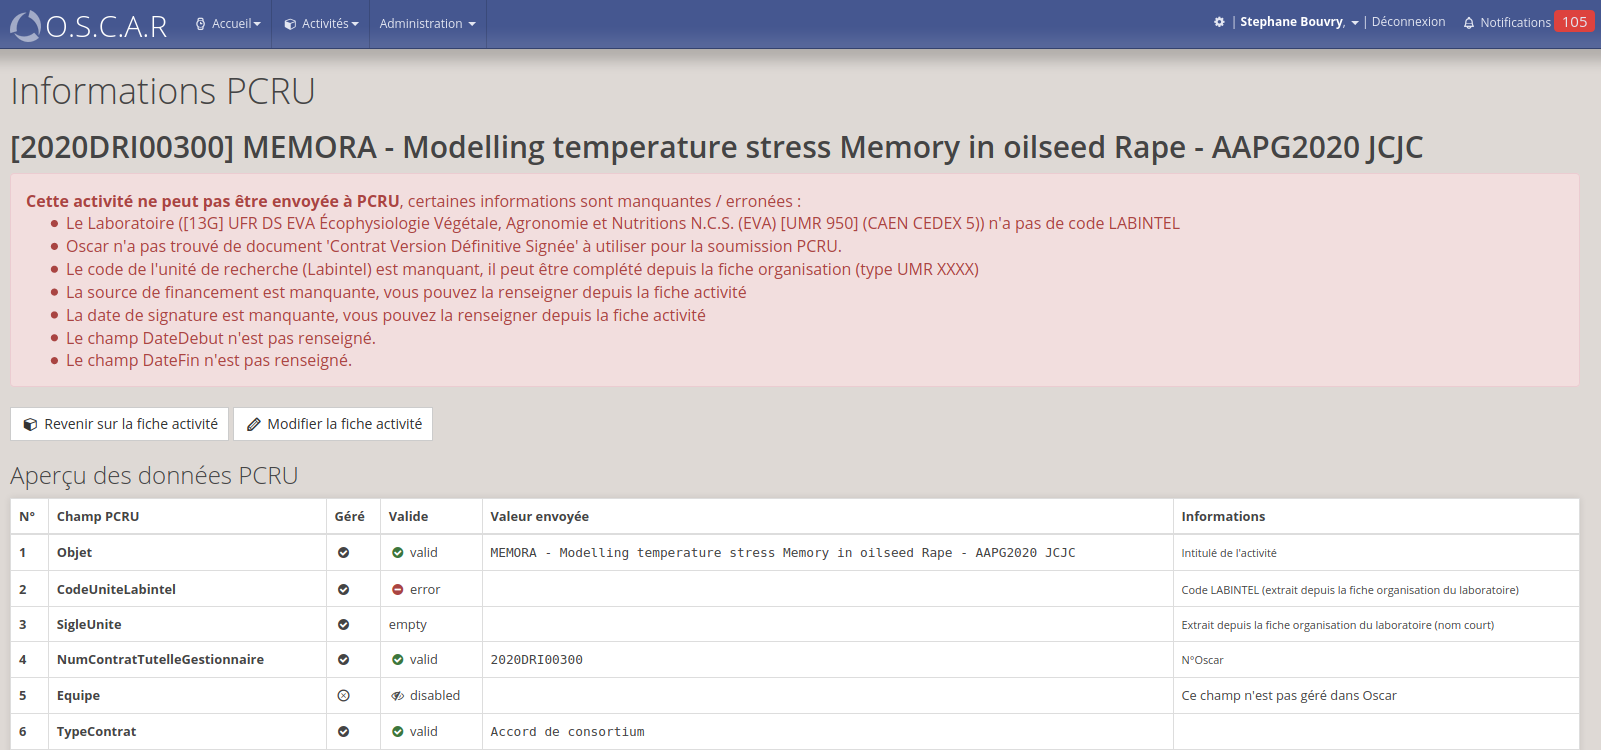 O.S.C.A.R Accueil Activités Administration | Stephane Bouvry, | Déconnexion Notifications 105
Informations PCRU
[2020DRI00300] MEMORA - Modelling temperature stress Memory in oilseed Rape - AAPG2020 JCJC
Cette activité ne peut pas être envoyée à PCRU, certaines informations sont manquantes / erronées :
Le Laboratoire ([13G] UFR DS EVA Écophysiologie Végétale, Agronomie et Nutritions N.C.S. (EVA) [UMR 950] (CAEN CEDEX 5)) n'a pas de code LABINTEL
Oscar n'a pas trouvé de document 'Contrat Version Définitive Signée' à utiliser pour la soumission PCRU.
Le code de l'unité de recherche (Labintel) est manquant, il peut être complété depuis la fiche organisation (type UMR XXXX)
La source de financement est manquante, vous pouvez la renseigner depuis la fiche activité
La date de signature est manquante, vous pouvez la renseigner depuis la fiche activité
Le champ DateDebut n'est pas renseigné.
Le champ DateFin n'est pas renseigné.
Revenir sur la fiche activité Modifier la fiche activité
Aperçu des données PCRU
N° Champ PCRU Géré Valide Valeur envoyée Informations
1 Objet valid MEMORA - Modelling temperature stress Memory in oilseed Rape - AAPG2020 JCJC Intitulé de l'activité
2 CodeUniteLabintel error Code LABINTEL (extrait depuis la fiche organisation du laboratoire)
3 SigleUnite empty Extrait depuis la fiche organisation du laboratoire (nom court)
4 NumContratTutelleGestionnaire valid 2020DRI00300 N°Oscar
5 Equipe disabled Ce champ n'est pas géré dans Oscar
6 TypeContrat valid Accord de consortium